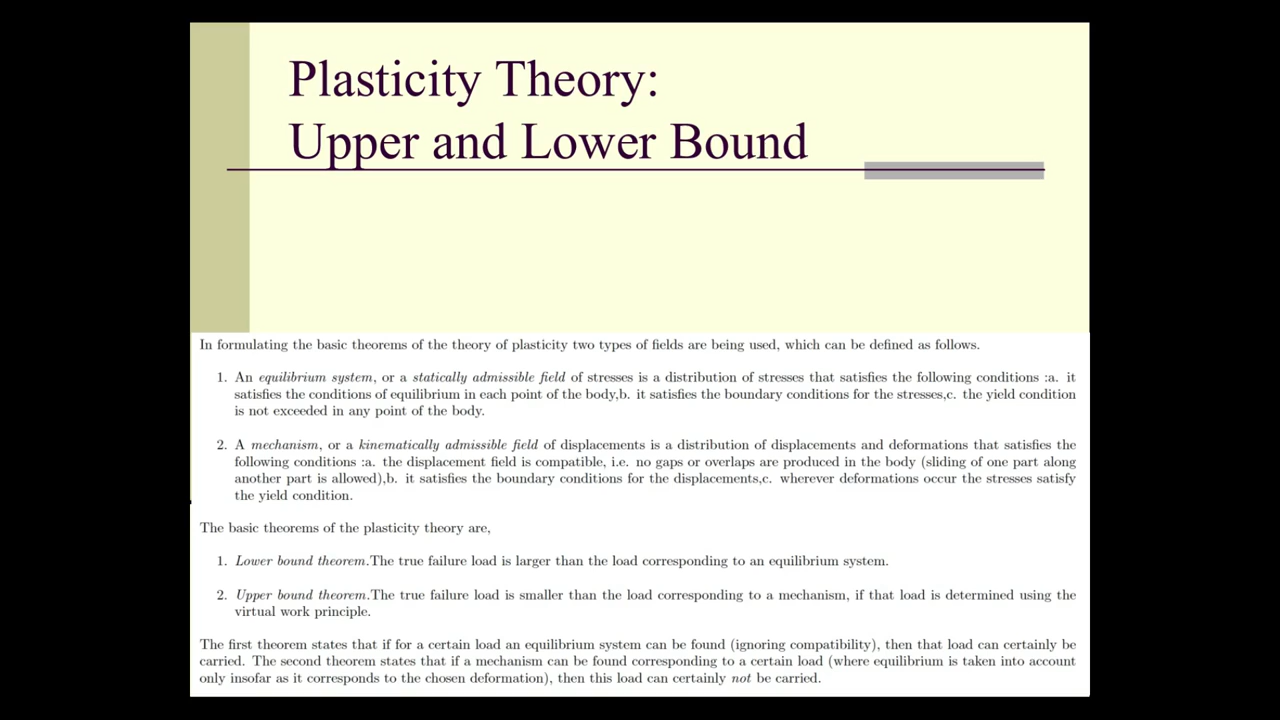 Plasticity Theory:
Upper and Lower Bound
In formulating the basic theorems of the theory of plasticity two types of fields are being used, which can be defined as follows.
1. An equilibrium system, or a statically admissible field of stresses is a distribution of stresses that satisfies the following conditions :a. it
satisfies the conditions of equilibrium in each point of the body,b. it satisfies the boundary conditions for the stresses,c. the yield condition
is not exceeded in any point of the body.
2. A mechanism, or a kinematically admissible field of displacements is a distribution of displacements and deformations that satisfies the
following conditions :a. the displacement field is compatible, i.e. no gaps or overlaps are produced in the body (sliding of one part along
another part is allowed),b. it satisfies the boundary conditions for the displacements,c. wherever deformations occur the stresses satisfy
the yield condition.
The basic theorems of the plasticity theory are,
1. Lower bound theorem.The true failure load is larger than the load corresponding to an equilibrium system.
2. Upper bound theorem.The true failure load is smaller than the load corresponding to a mechanism, if that load is determined using the
virtual work principle.
The first theorem states that if for a certain load an equilibrium system can be found (ignoring compatibility), then that load can certainly be
carried. The second theorem states that if a mechanism can be found corresponding to a certain load (where equilibrium is taken into account
only insofar as it corresponds to the chosen deformation), then this load can certainly not be carried.